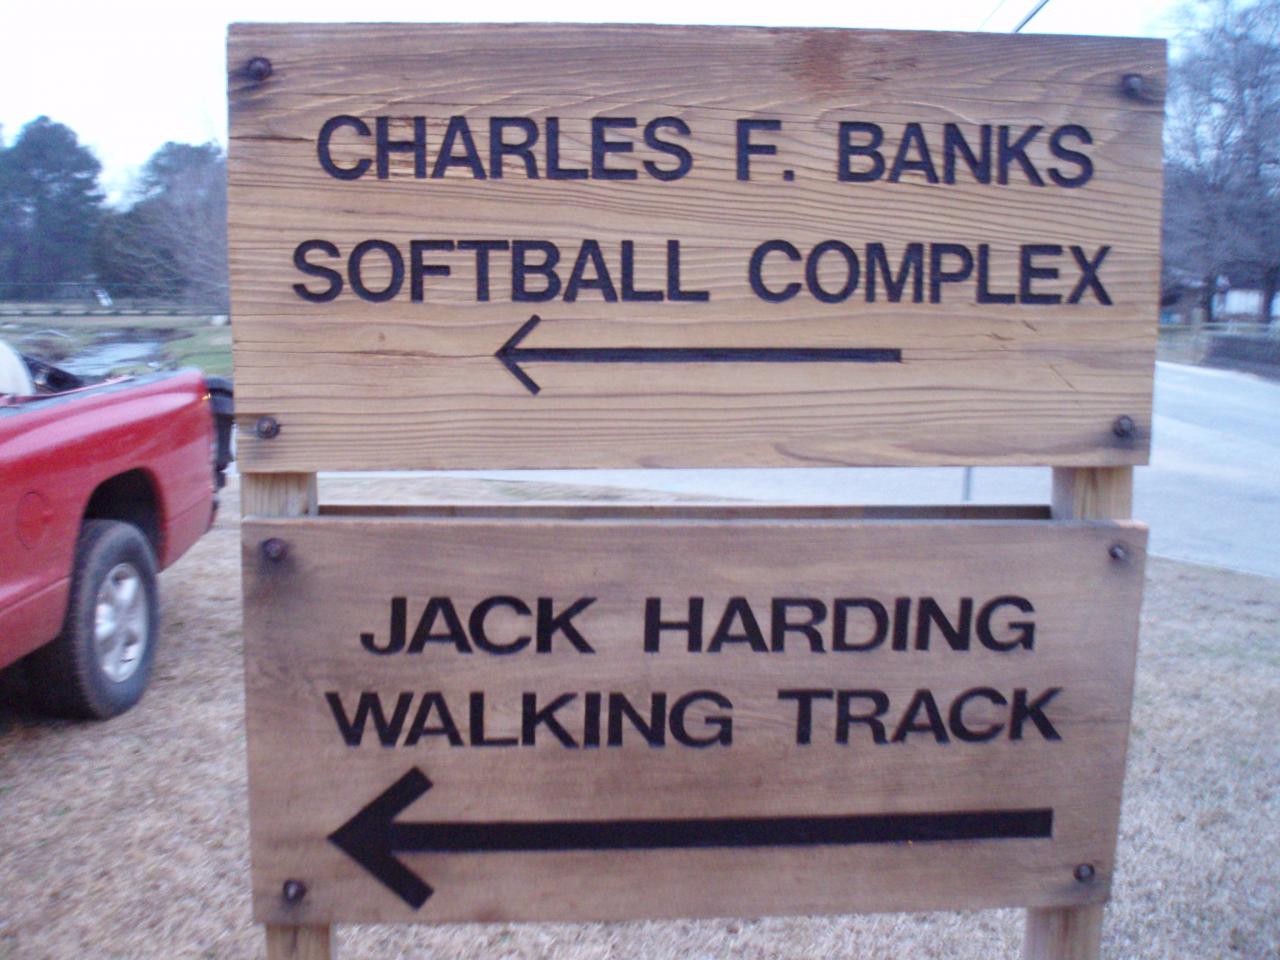 CHARLES F. BANKS
SOFTBALL COMPLEX
JACK HARDING
WALKING TRACK